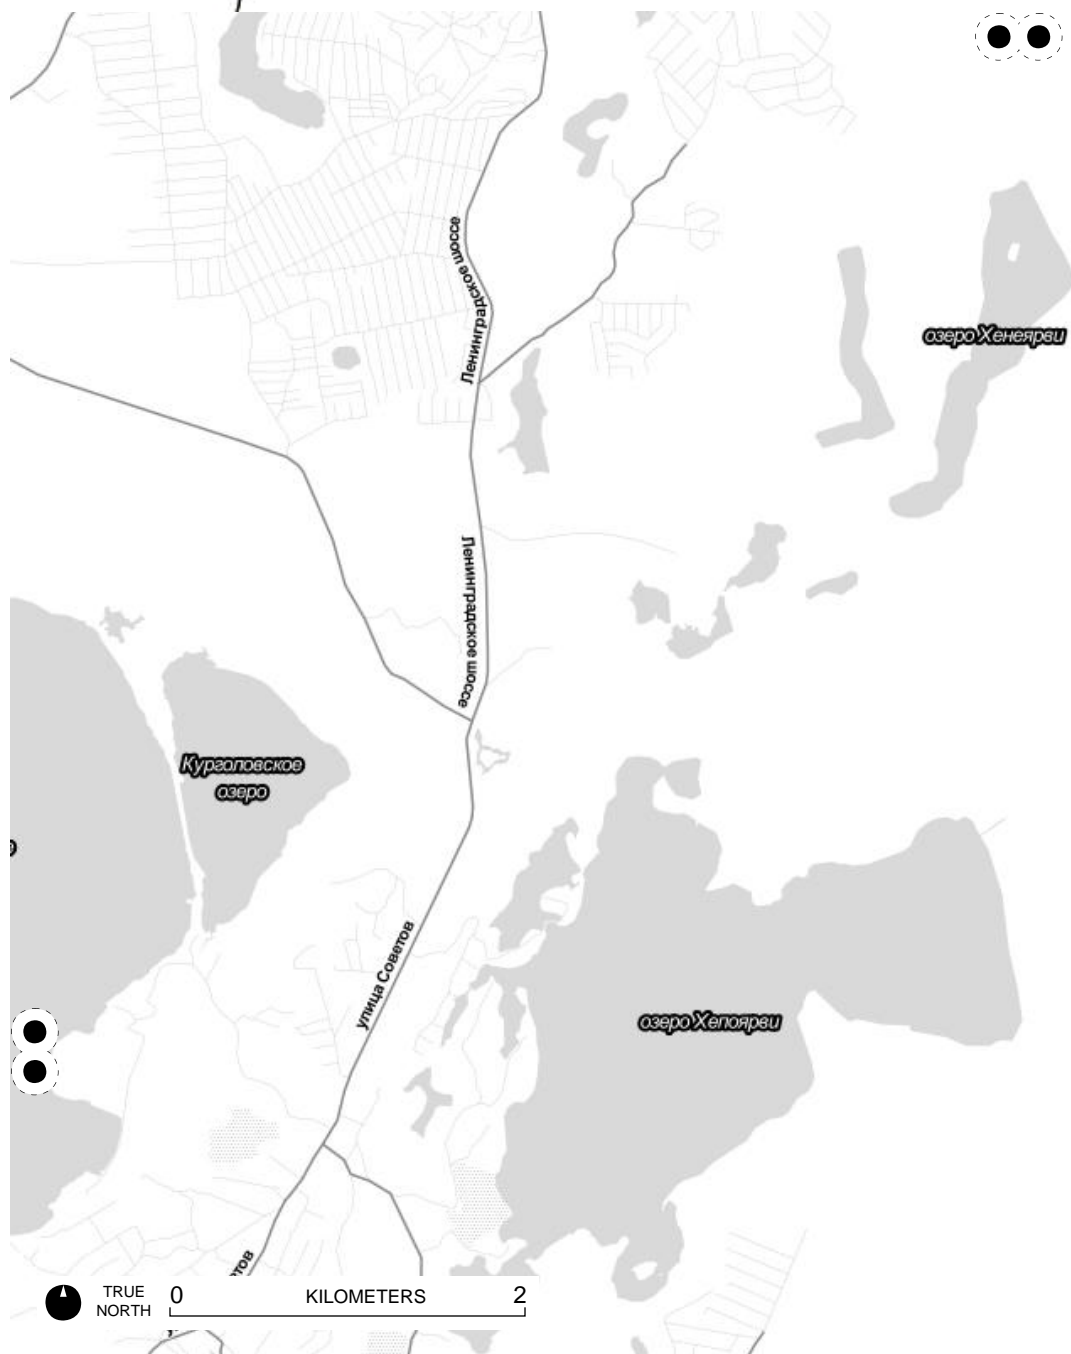 Ленинградское шоссе
озеро Хенеярви
Ленинградское шоссе
Курголовское
озеро
улица Советов
озеро Хепоярви
TRUE
NORTH
0
KILOMETERS
2